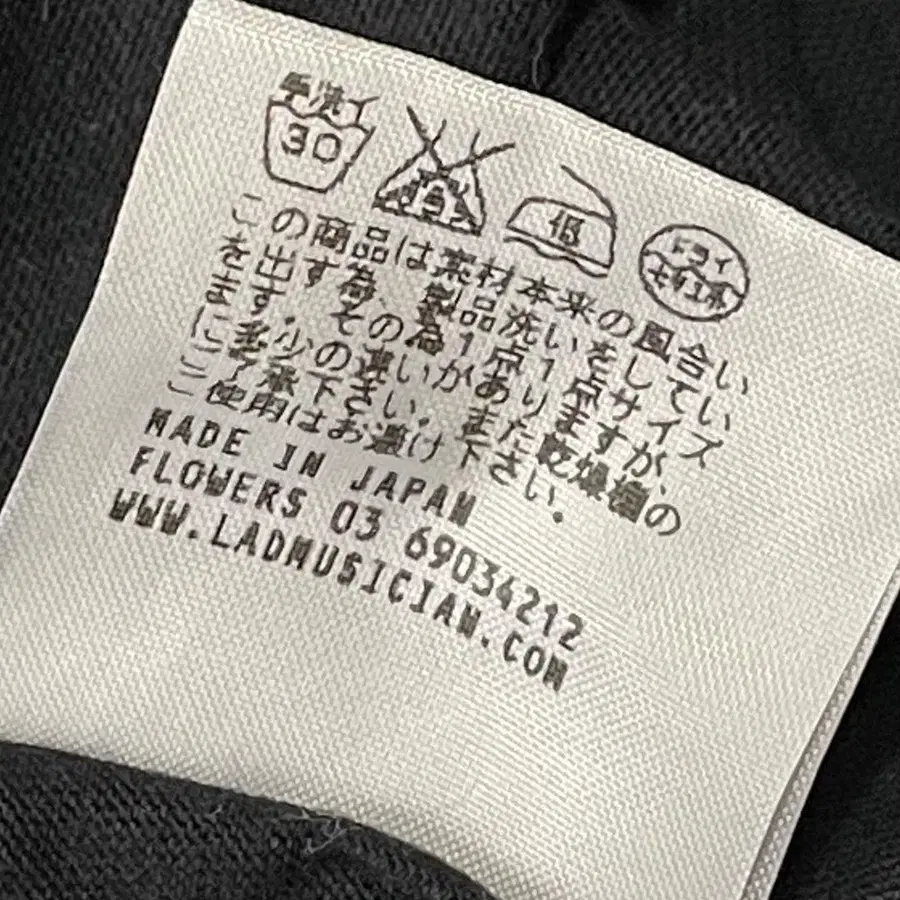 手洗イ
30
低
ドライ
セキユ系
この商品は素材本来の風合い
を出す為、製品洗いをしてい
ます。その為1点1点サイズ
に多少の違いがありますが、
ご了承下さい。また乾燥機の
ご使用はお避け下さい。
MADE IN JAPAN
FLOWERS 03 69034212
WWW.LADMUSICIAN.COM